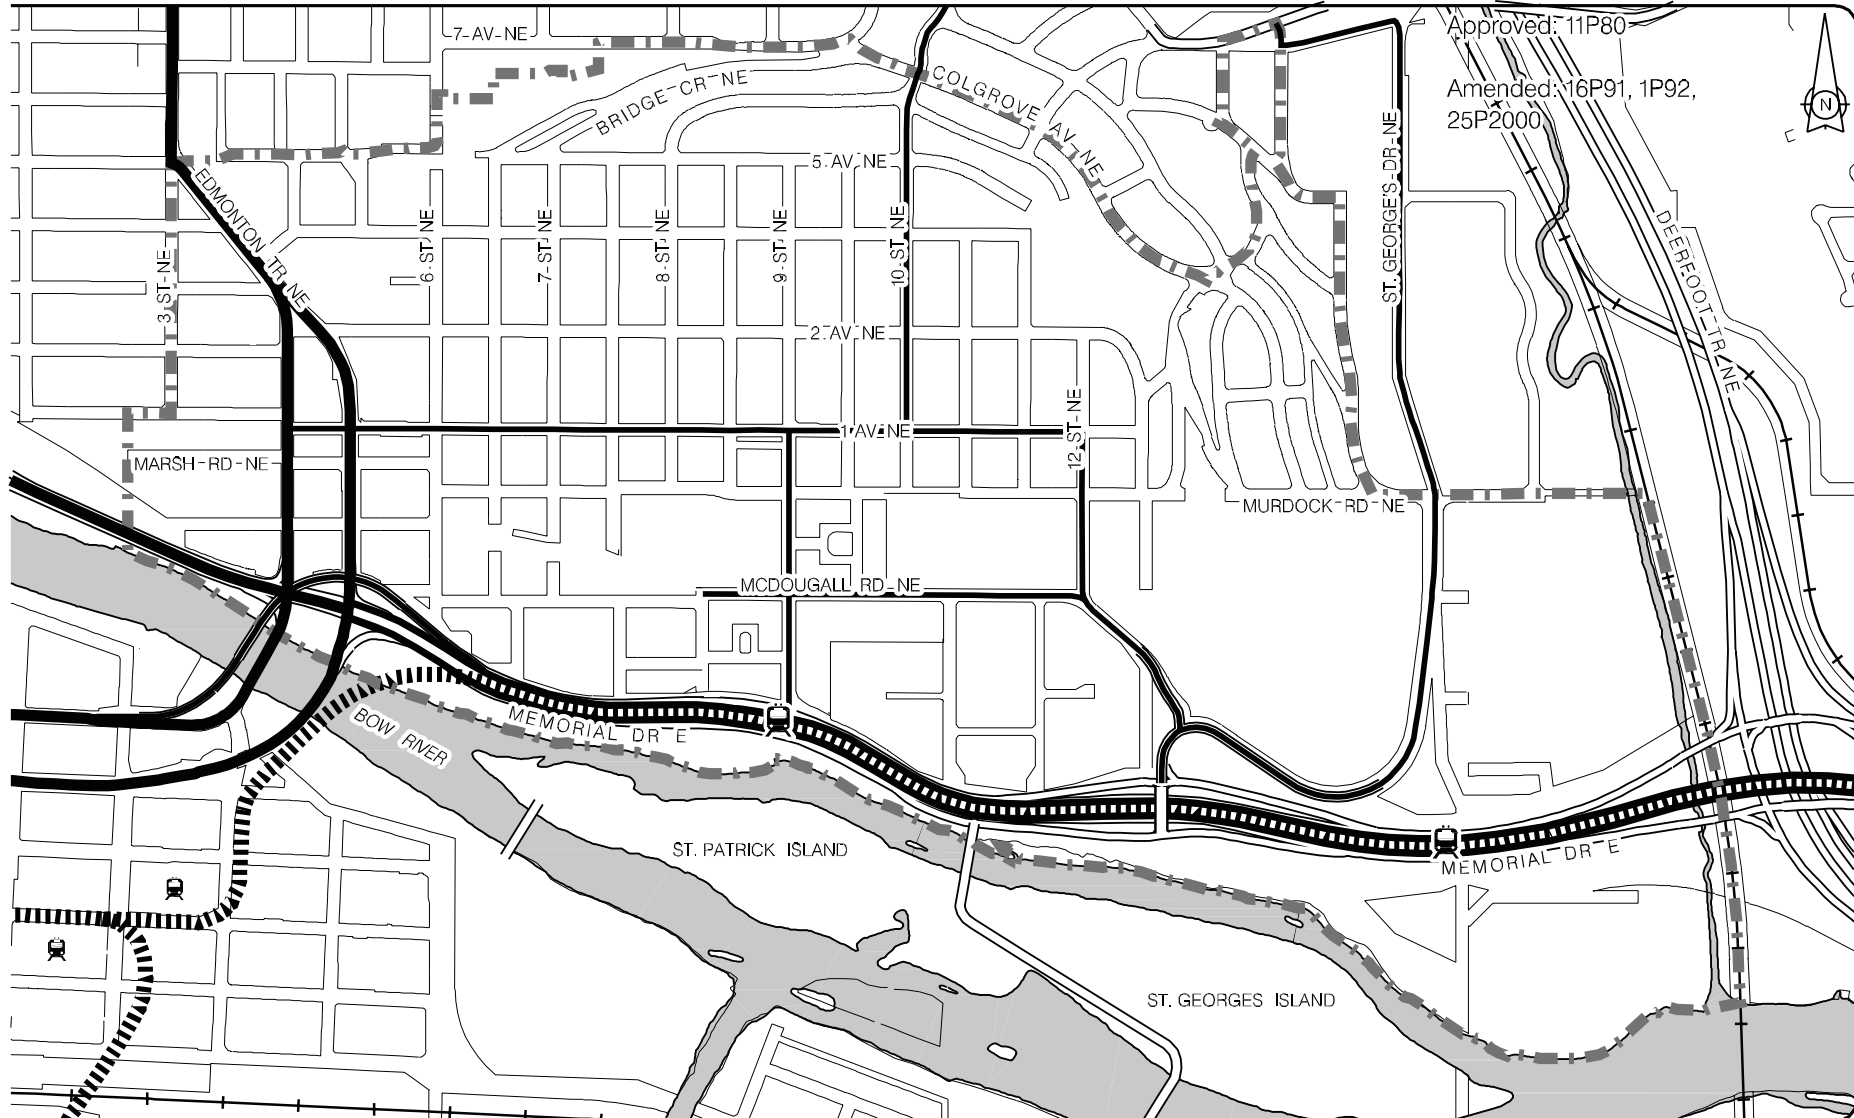 Approved: 11P80
Amended: 16P91, 1P92,
25P2000
N
7 AV NE
BRIDGE CR NE
COLGROVE AV NE
5 AV NE
EDMONTON TR NE
3 ST NE
6 ST NE
7 ST NE
8 ST NE
9 ST NE
10 ST NE
ST. GEORGE'S DR NE
DEERFOOT TR NE
2 AV NE
1 AV NE
12 ST NE
MARSH RD NE
MURDOCK RD NE
MCDOUGALL RD NE
BOW RIVER
MEMORIAL DR E
ST. PATRICK ISLAND
MEMORIAL DR E
ST. GEORGES ISLAND